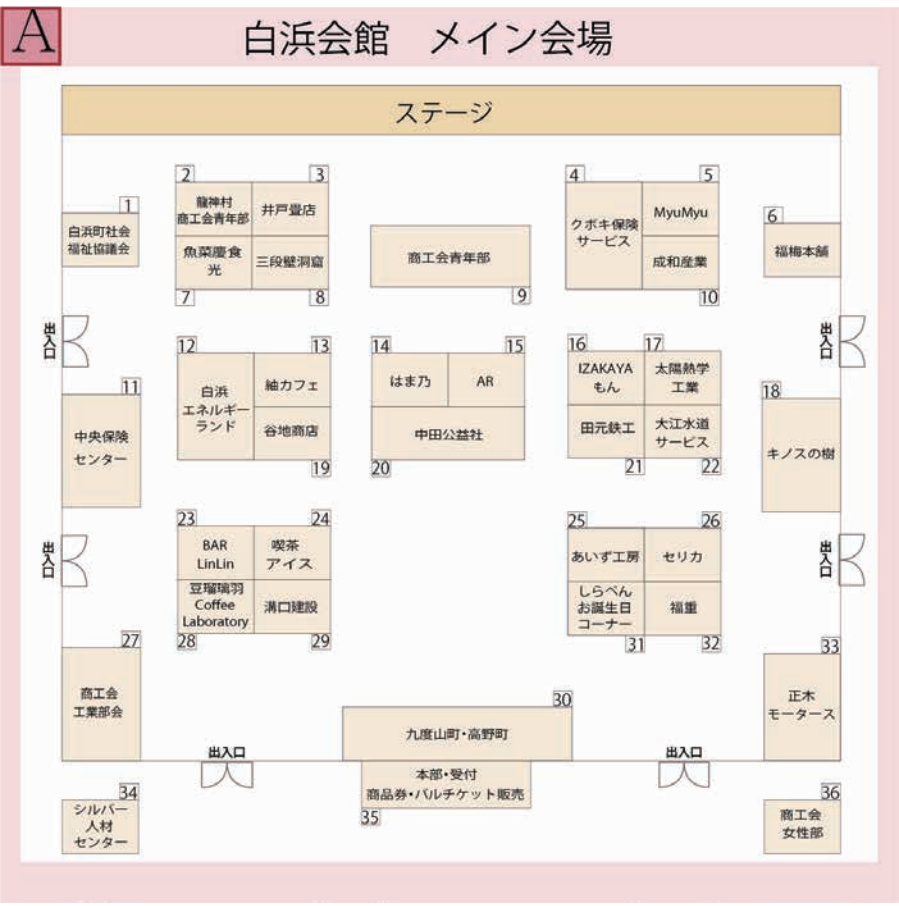 A
白浜会館 メイン会場
ステージ
1
白浜町社会
福祉協議会
2
龍神村
商工会青年部
3
井戸畳店
魚菜慶食
光
7
三段壁洞窟
8
商工会青年部
9
4
クボキ保険
サービス
5
MyuMyu
成和産業
10
6
福梅本舗
出入口
出入口
11
中央保険
センター
12
白浜
エネルギー
ランド
13
紬カフェ
谷地商店
19
14
はま乃
15
AR
中田公益社
20
16
IZAKAYA
もん
17
太陽熱学
工業
田元鉄工
21
大江水道
サービス
22
18
キノスの樹
出入口
出入口
23
BAR
LinLin
24
喫茶
アイス
豆瑠璃羽
Coffee
Laboratory
28
溝口建設
29
25
あいず工房
26
セリカ
しらべん
お誕生日
コーナー
31
福重
32
27
商工会
工業部会
30
九度山町・高野町
33
正木
モータース
出入口
出入口
本部・受付
商品券・バルチケット販売
35
34
シルバー
人材
センター
36
商工会
女性部